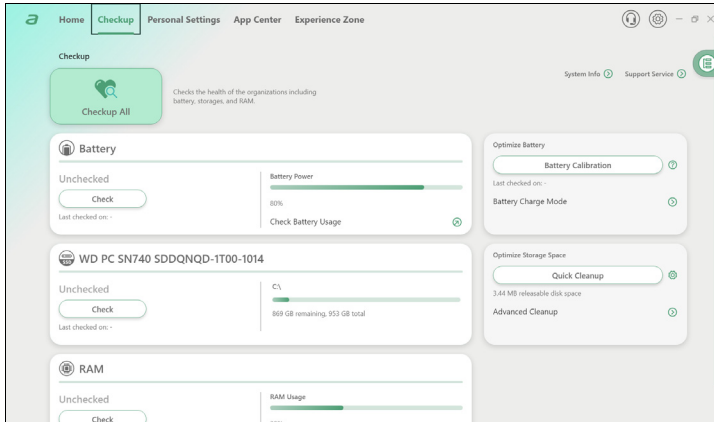 a Home Checkup Personal Settings App Center Experience Zone
Checkup
System Info Support Service
Checkup All
Checks the health of the organizations including
battery, storages, and RAM.
Battery
Unchecked
Check
Last checked on: -
Battery Power
80%
Check Battery Usage
Optimize Battery
Battery Calibration
?
Last checked on: -
Battery Charge Mode
WD PC SN740 SDDQNQD-1T00-1014
Unchecked
Check
Last checked on: -
C:\
869 GB remaining, 953 GB total
Optimize Storage Space
Quick Cleanup
3.44 MB releasable disk space
Advanced Cleanup
RAM
Unchecked
Check
RAM Usage